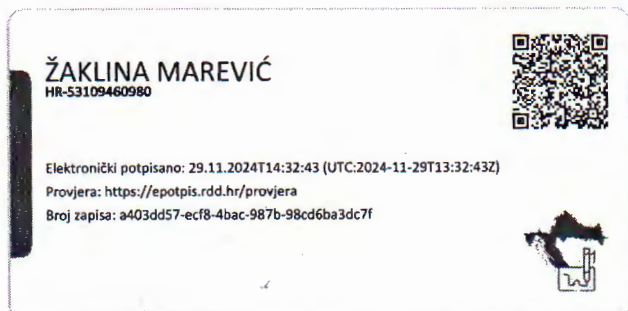 ŽAKLINA MAREVIĆ
HR-53109460980
Elektronički potpisano: 29.11.2024T14:32:43 (UTC:2024-11-29T13:32:43Z)
Provjera: https://epotpis.rdd.hr/provjera
Broj zapisa: a403dd57-ecf8-4bac-987b-98cd6ba3dc7f